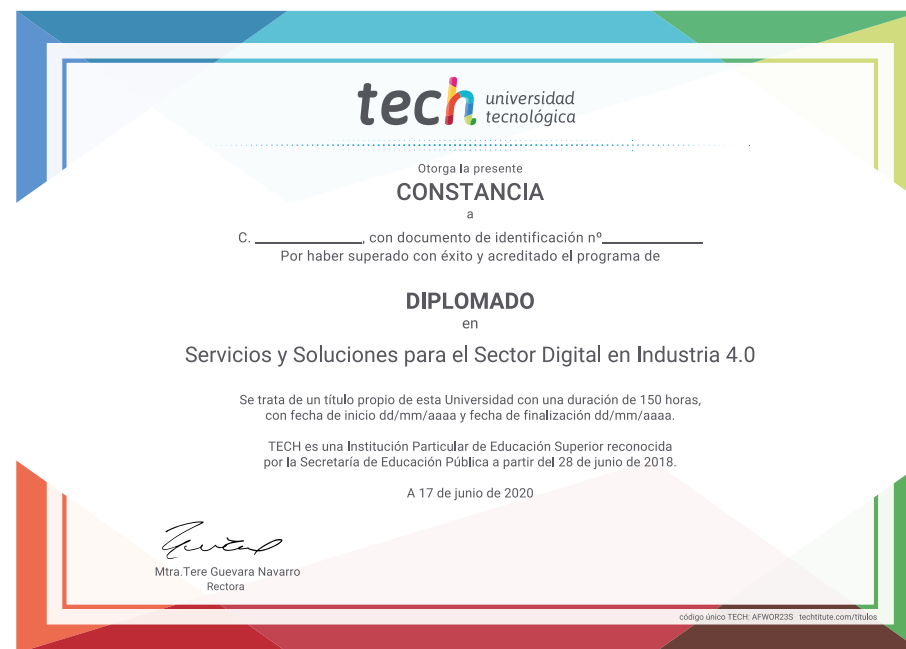 tech universidad
tecnológica
Otorga la presente
CONSTANCIA
a
C. ____________, con documento de identificación nº____________
Por haber superado con éxito y acreditado el programa de
DIPLOMADO
en
Servicios y Soluciones para el Sector Digital en Industria 4.0
Se trata de un título propio de esta Universidad con una duración de 150 horas,
con fecha de inicio dd/mm/aaaa y fecha de finalización dd/mm/aaaa.
TECH es una Institución Particular de Educación Superior reconocida
por la Secretaría de Educación Pública a partir del 28 de junio de 2018.
A 17 de junio de 2020
Mtra.Tere Guevara Navarro
Rectora
código único TECH: AFWOR23S techtitute.com/titulos